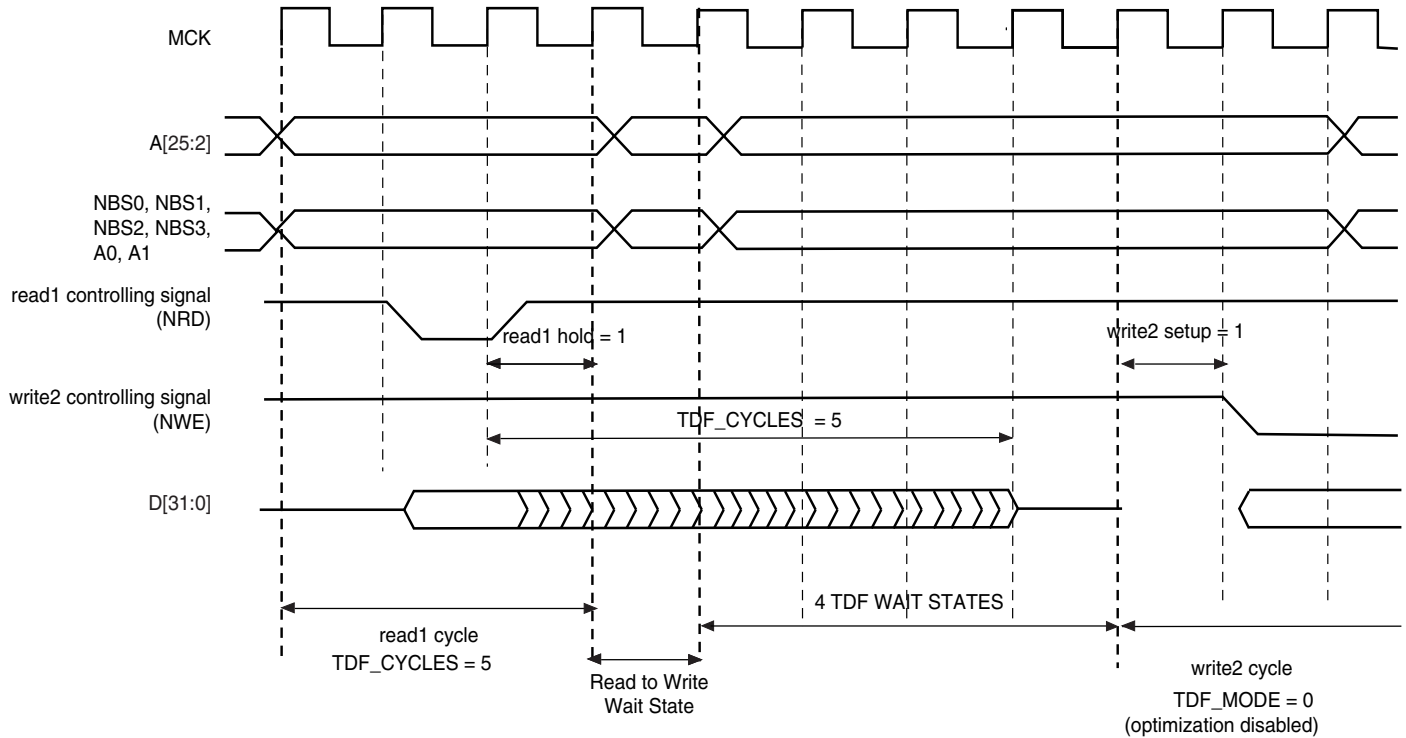 MCK
A[25:2]
NBS0, NBS1,
NBS2, NBS3,
A0, A1
read1 controlling signal
(NRD)
read1 hold = 1
write2 setup = 1
write2 controlling signal
(NWE)
TDF_CYCLES = 5
D[31:0]
4 TDF WAIT STATES
read1 cycle
TDF_CYCLES = 5
Read to Write
Wait State
write2 cycle
TDF_MODE = 0
(optimization disabled)